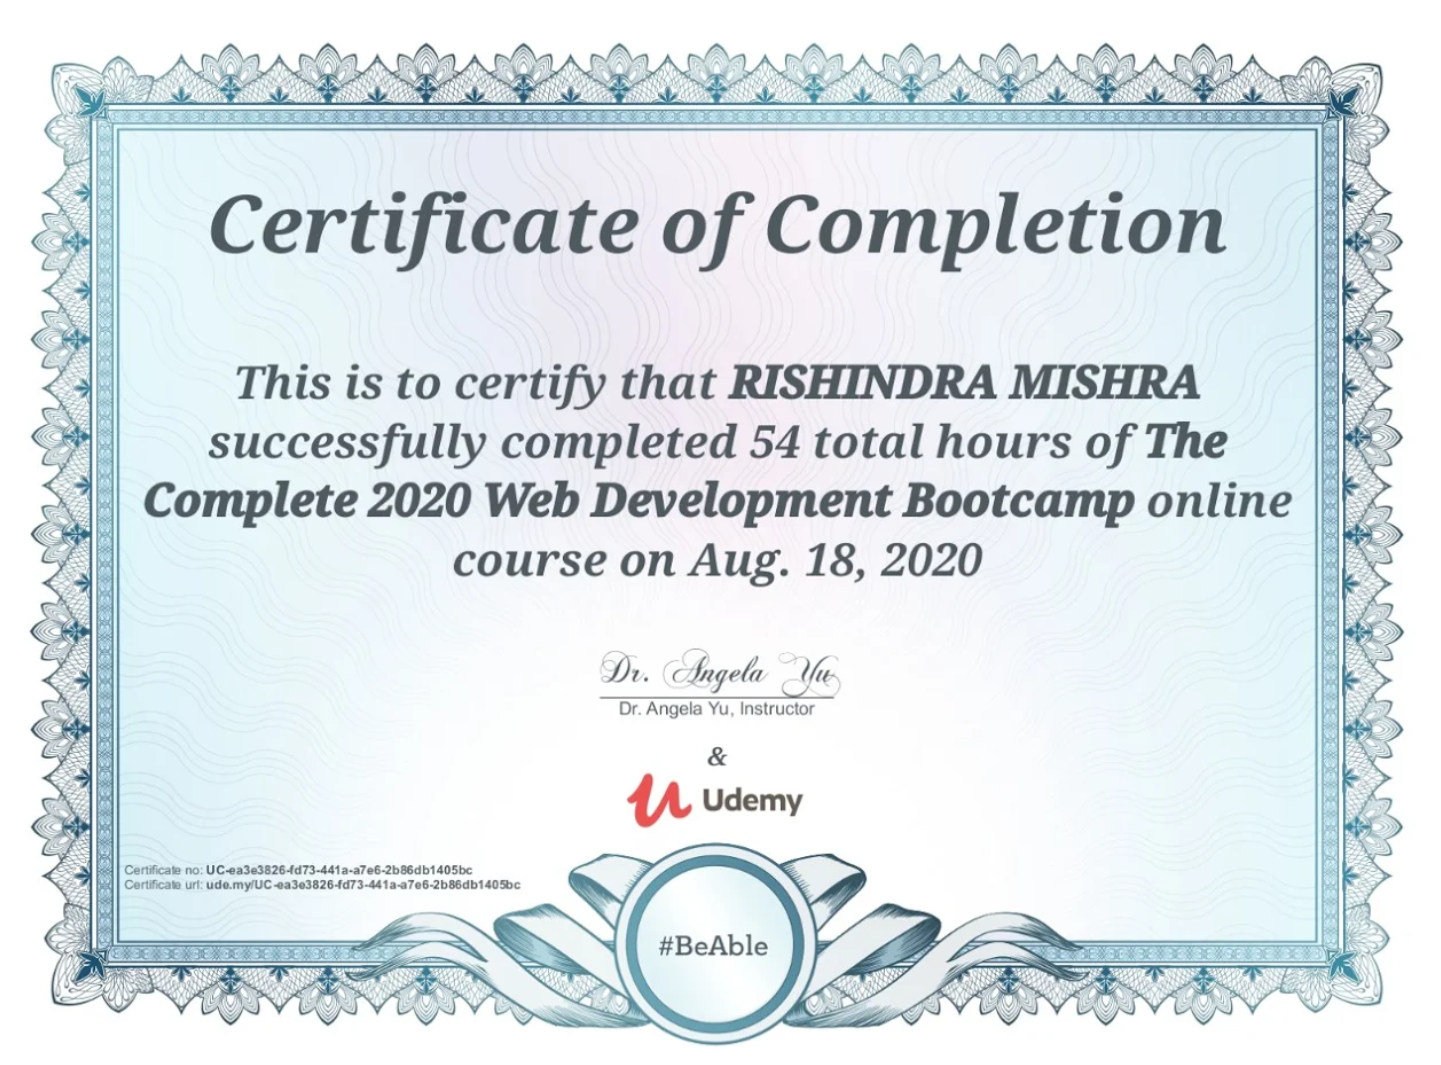 Certificate of Completion
This is to certify that RISHINDRA MISHRA
successfully completed 54 total hours of The
Complete 2020 Web Development Bootcamp online
course on Aug. 18, 2020
Dr. Angela Yu
Dr. Angela Yu, Instructor
&
Udemy
Certificate no: UC-ea3e3826-fd73-441a-a7e6-2b86db1405bc
Certificate url: ude.my/UC-ea3e3826-fd73-441a-a7e6-2b86db1405bc
#BeAble